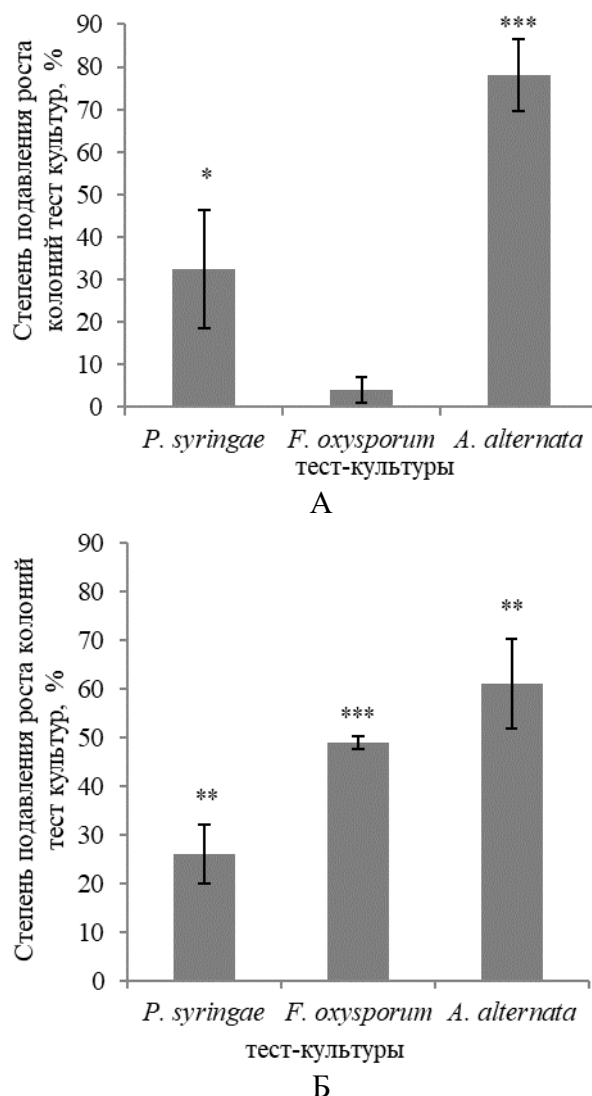 Степень подавления роста
колоний тест культур, %
90
80
70
60
50
40
30
20
10
0
*
***
P. syringae F. oxysporum A. alternata
тест-культуры
А
Степень подавления роста колоний
тест культур, %
90
80
70
60
50
40
30
20
10
0
**
***
**
P. syringae F. oxysporum A. alternata
тест-культуры
Б